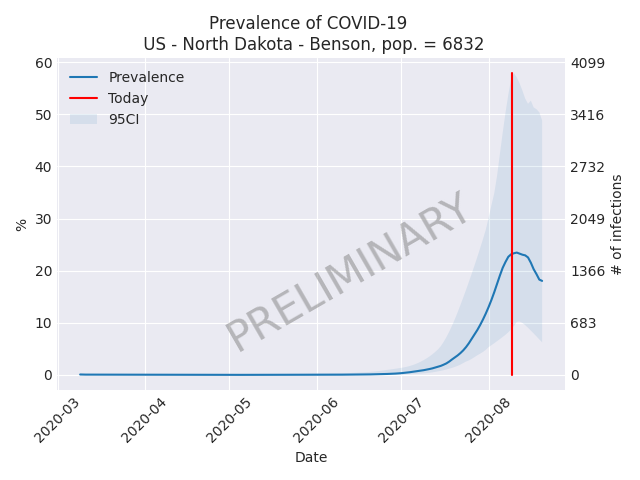 Prevalence of COVID-19
US - North Dakota - Benson, pop. = 6832
Prevalence
Today
95CI
60
50
40
30
20
10
0
%
4099
3416
2732
2049
1366
683
0
# of infections
PRELIMINARY
2020-03
2020-04
2020-05
2020-06
2020-07
2020-08
Date